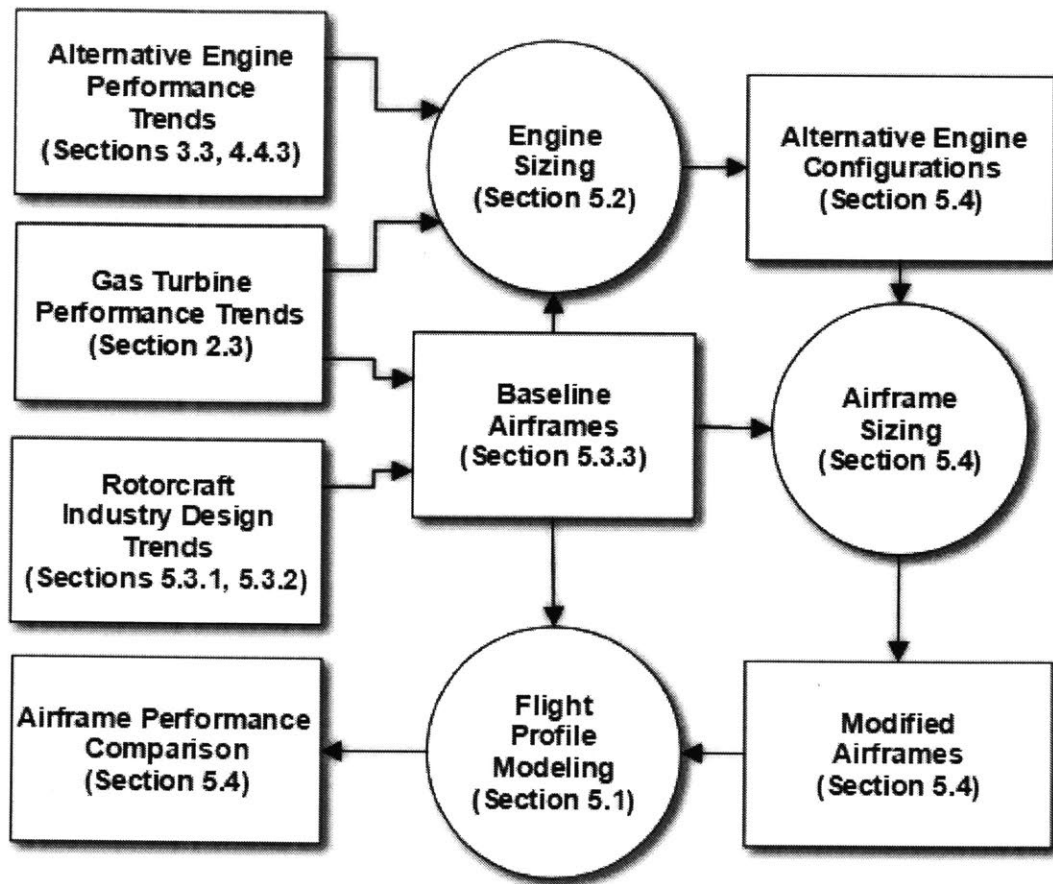 Alternative Engine
Performance
Trends
(Sections 3.3, 4.4.3)
Engine
Sizing
(Section 5.2)
Alternative Engine
Configurations
(Section 5.4)
Gas Turbine
Performance Trends
(Section 2.3)
Baseline
Airframes
(Section 5.3.3)
Airframe
Sizing
(Section 5.4)
Rotorcraft
Industry Design
Trends
(Sections 5.3.1, 5.3.2)
Airframe Performance
Comparison
(Section 5.4)
Flight
Profile
Modeling
(Section 5.1)
Modified
Airframes
(Section 5.4)